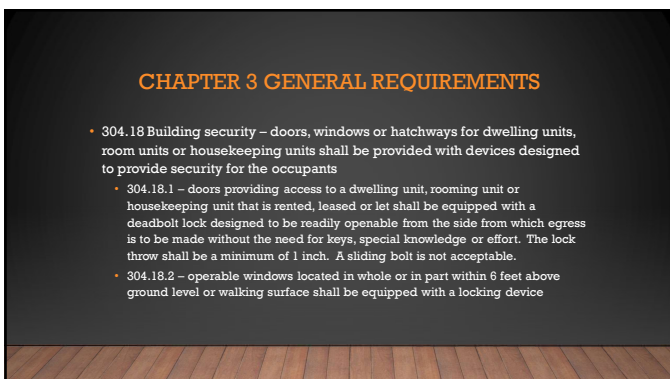 CHAPTER 3 GENERAL REQUIREMENTS
• 304.18 Building security – doors, windows or hatchways for dwelling units,
room units or housekeeping units shall be provided with devices designed
to provide security for the occupants
• 304.18.1 – doors providing access to a dwelling unit, rooming unit or
housekeeping unit that is rented, leased or let shall be equipped with a
deadbolt lock designed to be readily openable from the side from which egress
is to be made without the need for keys, special knowledge or effort. The lock
throw shall be a minimum of 1 inch. A sliding bolt is not acceptable.
• 304.18.2 – operable windows located in whole or in part within 6 feet above
ground level or walking surface shall be equipped with a locking device